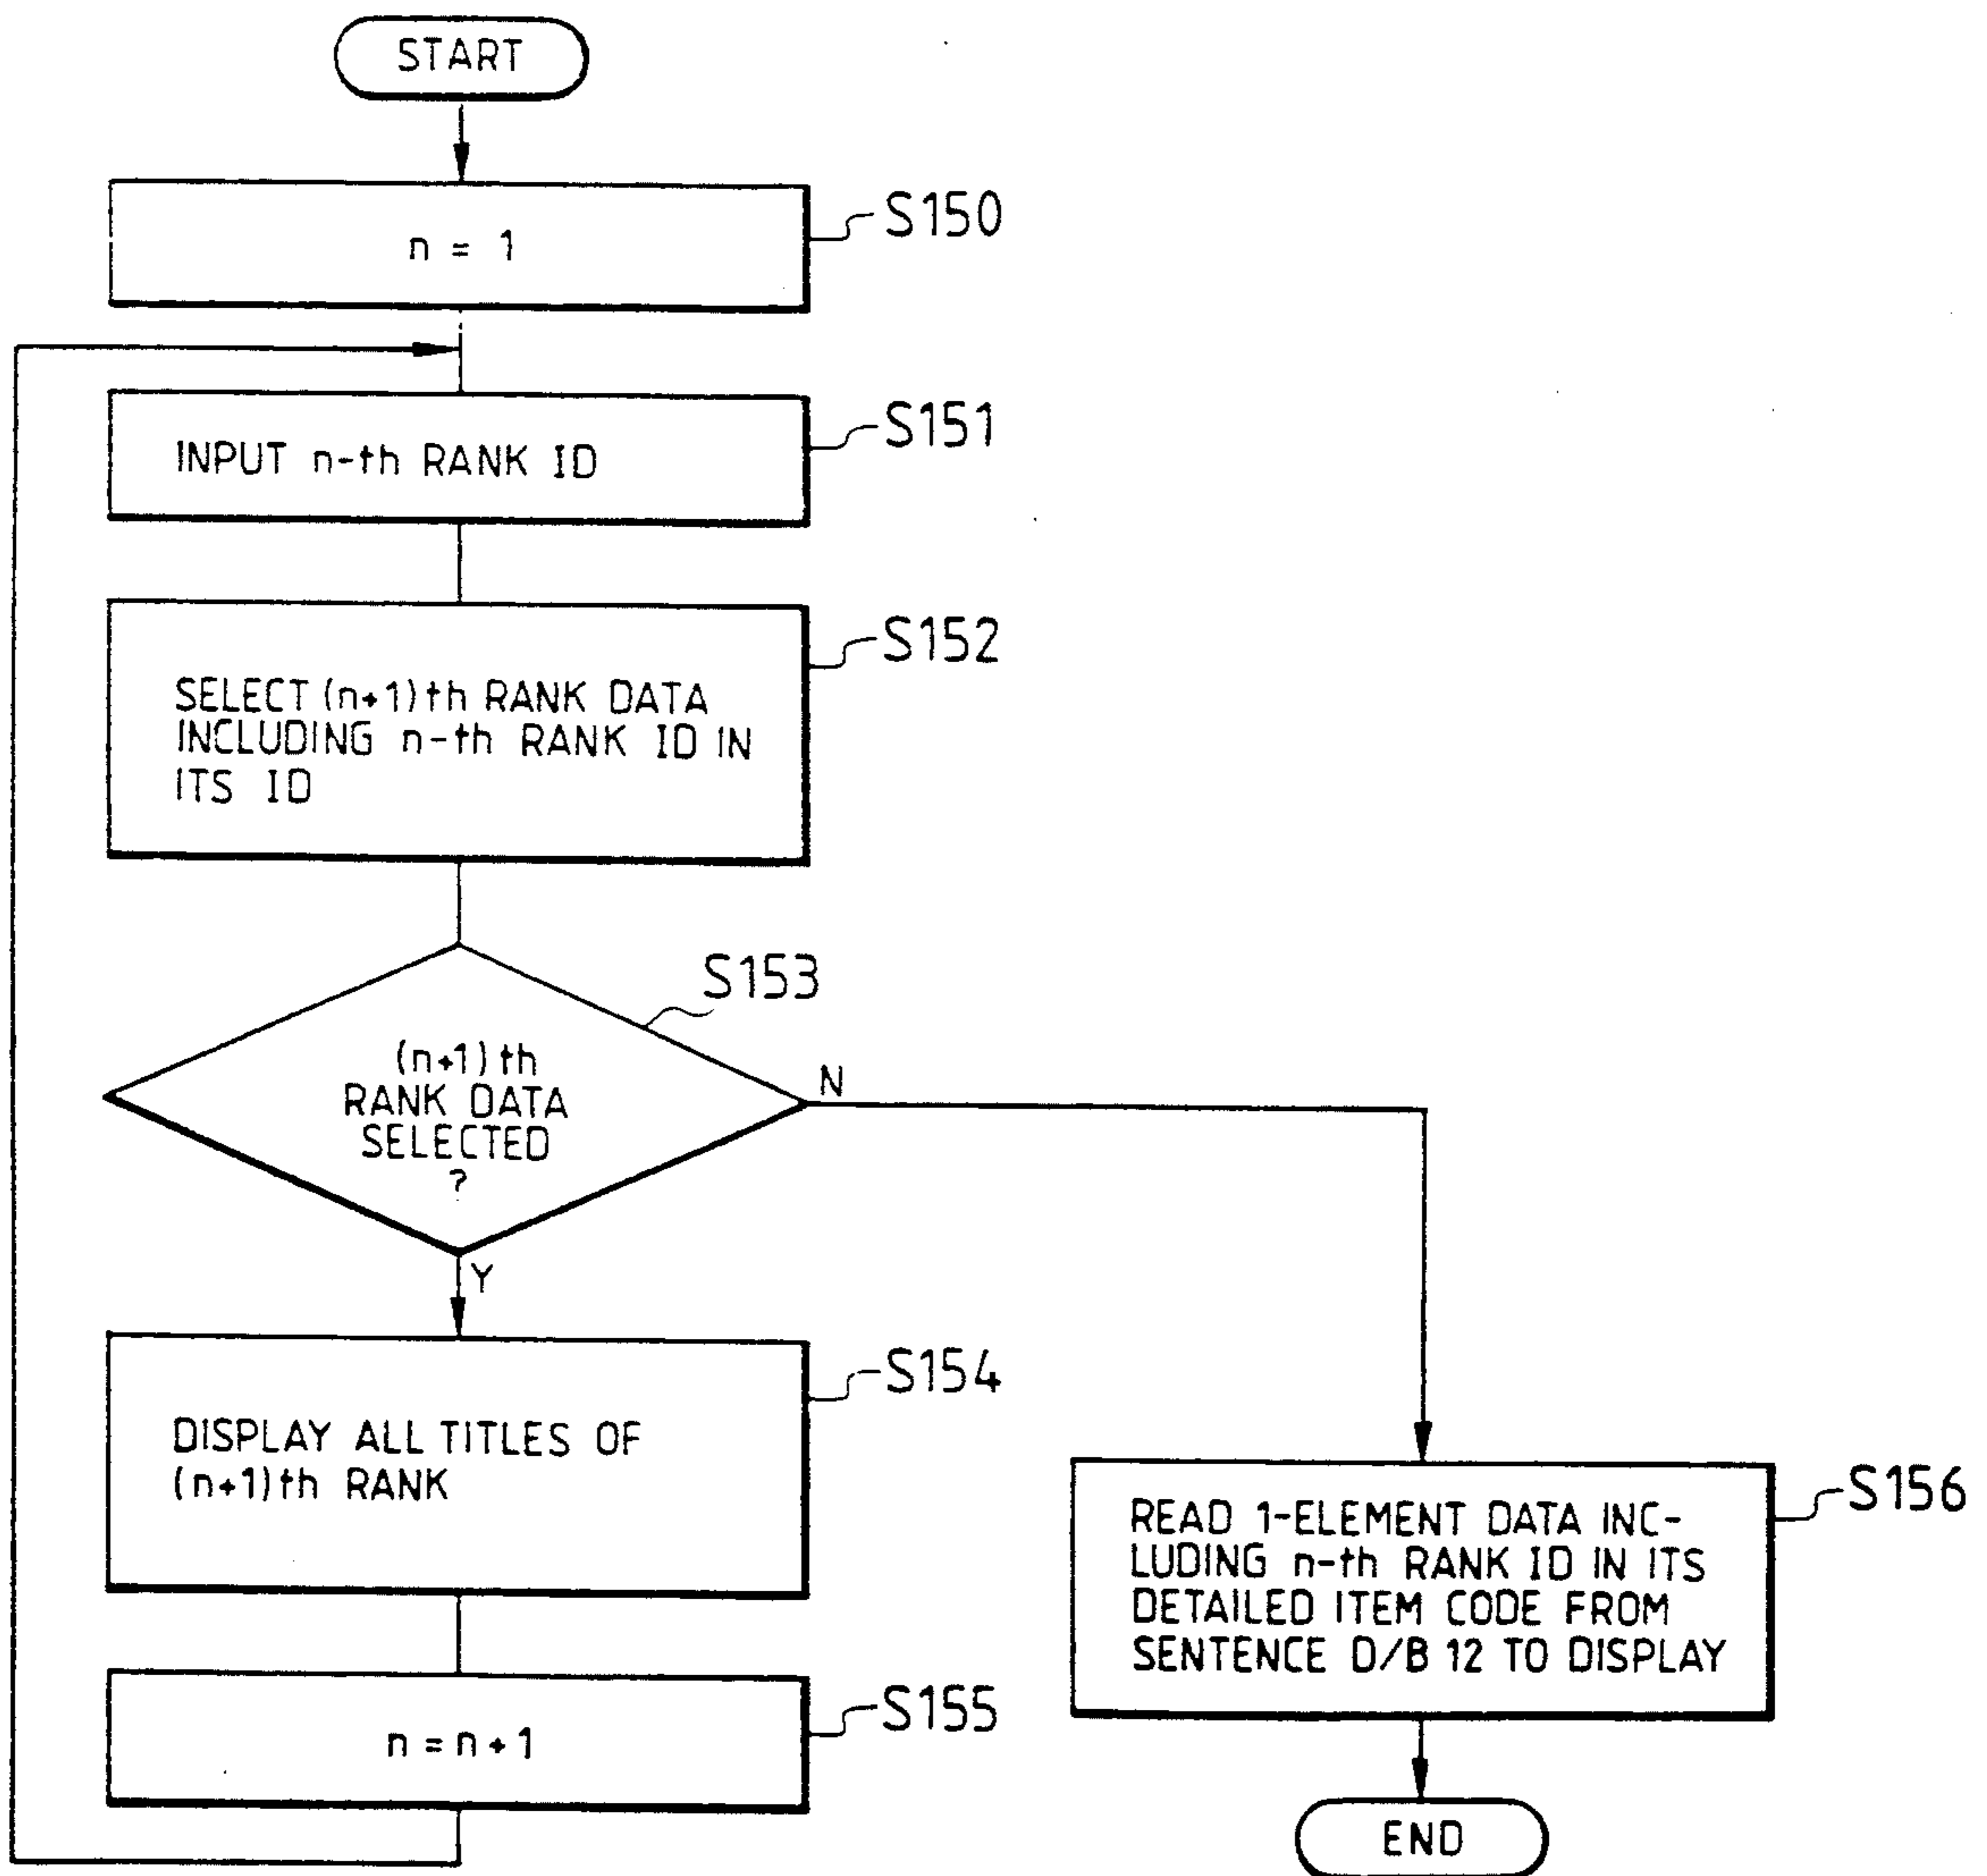 START
n = 1
S150
INPUT n-th RANK ID
S151
SELECT (n+1)th RANK DATA
INCLUDING n-th RANK ID IN
ITS ID
S152
(n+1)th
RANK DATA
SELECTED
?
S153
N
Y
DISPLAY ALL TITLES OF
(n+1)th RANK
S154
n = n+1
S155
READ 1-ELEMENT DATA INC-
LUDING n-th RANK ID IN ITS
DETAILED ITEM CODE FROM
SENTENCE D/B 12 TO DISPLAY
S156
END